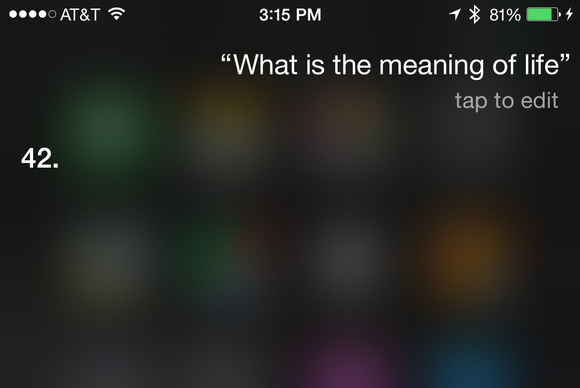 AT&T 3:15 PM 81%
“What is the meaning of life”
tap to edit
42.